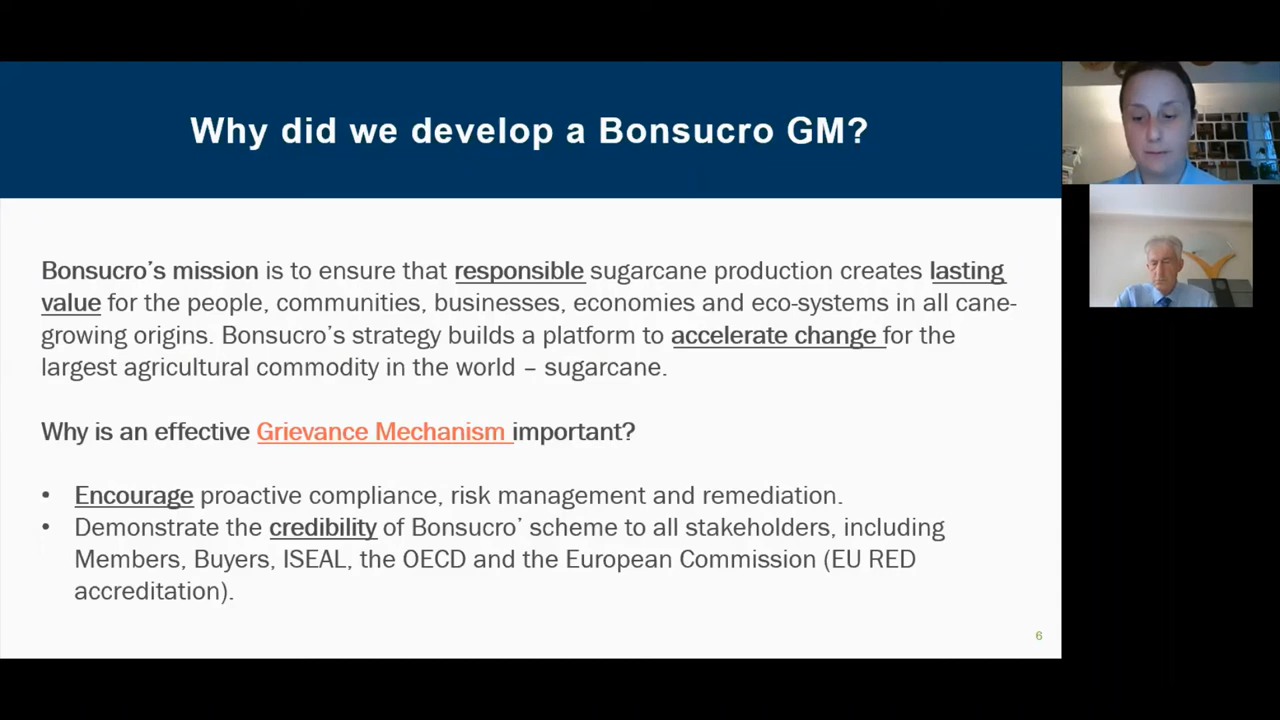 Why did we develop a Bonsucro GM?
Bonsucro’s mission is to ensure that responsible sugarcane production creates lasting
value for the people, communities, businesses, economies and eco-systems in all cane-
growing origins. Bonsucro’s strategy builds a platform to accelerate change for the
largest agricultural commodity in the world – sugarcane.
Why is an effective Grievance Mechanism important?
• Encourage proactive compliance, risk management and remediation.
• Demonstrate the credibility of Bonsucro’ scheme to all stakeholders, including
Members, Buyers, ISEAL, the OECD and the European Commission (EU RED
accreditation).
6